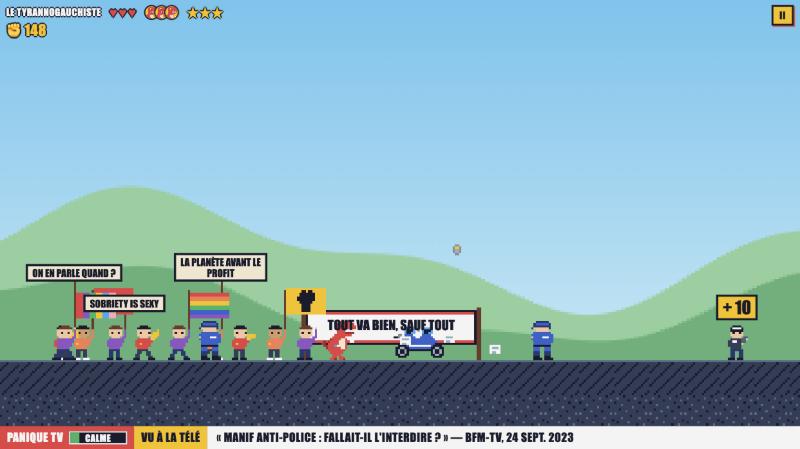 LE TYRANNOGAUCHISTE
148
ON EN PARLE QUAND ?
SOBRIETY IS SEXY
LA PLANÈTE AVANT LE
PROFIT
TOUT VA BIEN, SAUF TOUT
+ 10
PANIQUE TV CALME VU À LA TÉLÉ « MANIF ANTI-POLICE : FALLAIT-IL L'INTERDIRE ? » — BFM-TV, 24 SEPT. 2023